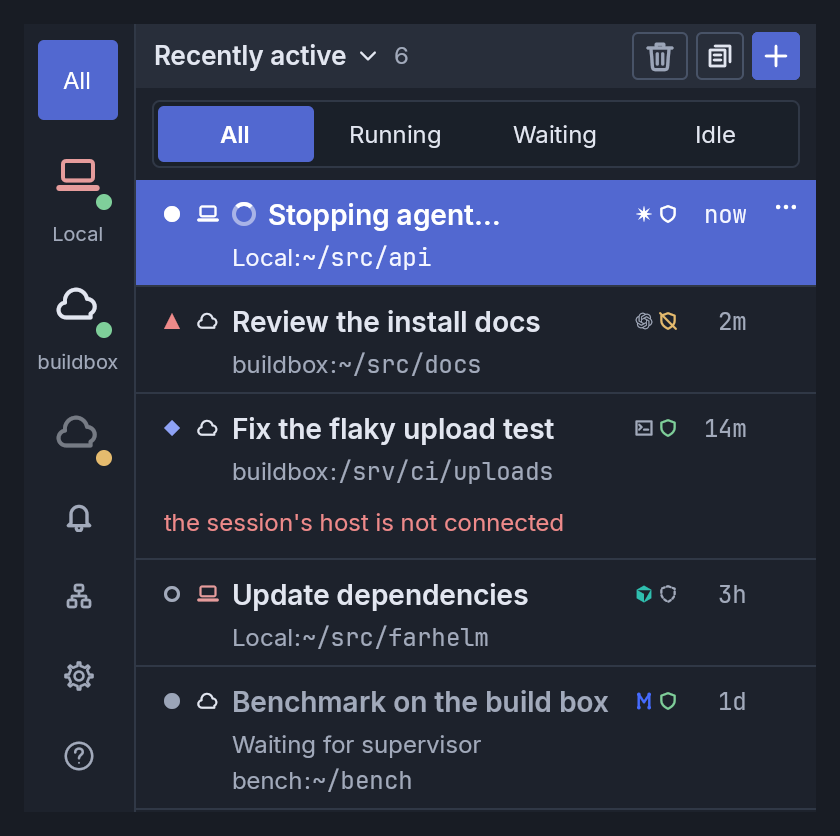 All
Local
buildbox
Recently active 6
All Running Waiting Idle
Stopping agent... now
Local:~/src/api
Review the install docs 2m
buildbox:~/src/docs
Fix the flaky upload test 14m
buildbox:/srv/ci/uploads
the session's host is not connected
Update dependencies 3h
Local:~/src/farhelm
Benchmark on the build box 1d
Waiting for supervisor
bench:~/bench